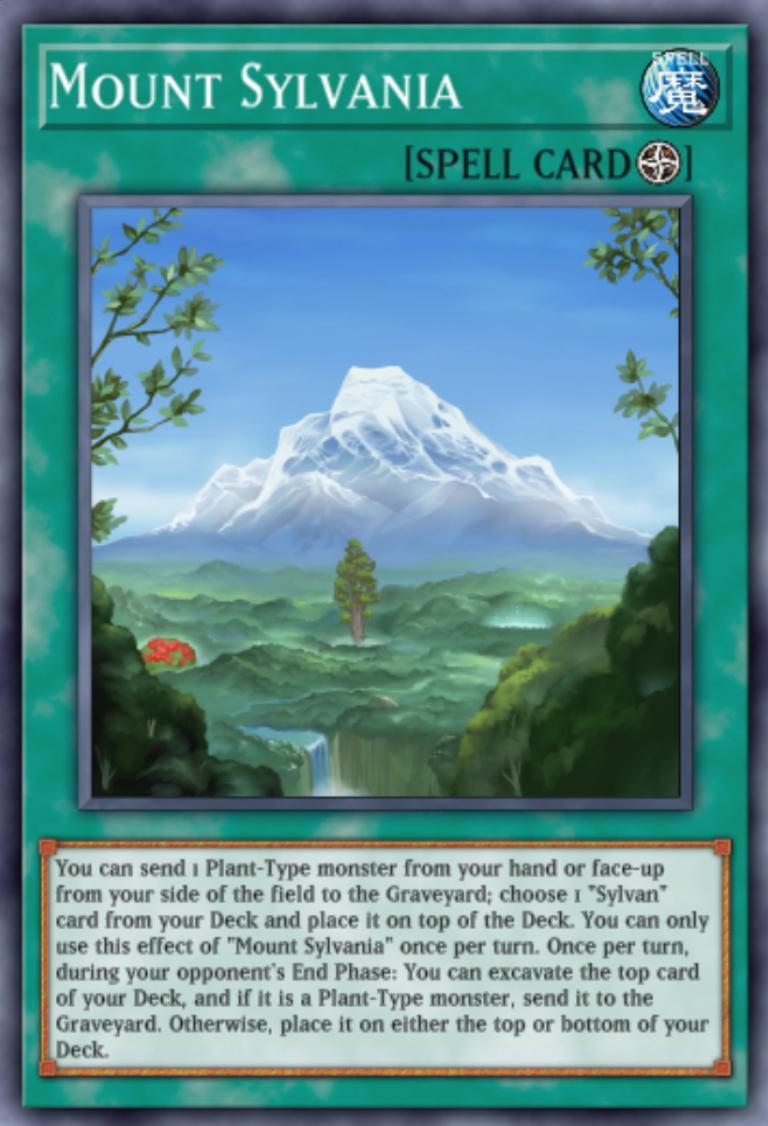 MOUNT SYLVANIA
SPELL
魔
[SPELL CARD]
You can send 1 Plant-Type monster from your hand or face-up
from your side of the field to the Graveyard; choose 1 "Sylvan"
card from your Deck and place it on top of the Deck. You can only
use this effect of "Mount Sylvania" once per turn. Once per turn,
during your opponent's End Phase: You can excavate the top card
of your Deck, and if it is a Plant-Type monster, send it to the
Graveyard. Otherwise, place it on either the top or bottom of your
Deck.